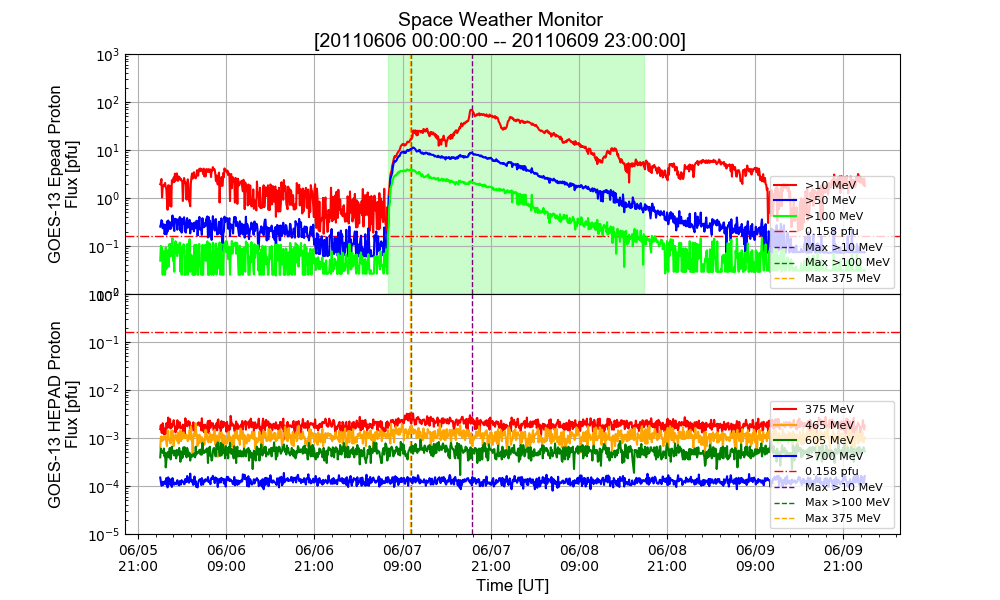 Space Weather Monitor
[20110606 00:00:00 -- 20110609 23:00:00]
GOES-13 Epead Proton
Flux [pfu]
10³
10²
10¹
10⁰
10⁻¹
10⁻²
>10 MeV
>50 MeV
>100 MeV
0.158 pfu
Max >10 MeV
Max >100 MeV
Max 375 MeV
GOES-13 HEPAD Proton
Flux [pfu]
10⁰
10⁻¹
10⁻²
10⁻³
10⁻⁴
10⁻⁵
375 MeV
465 MeV
605 MeV
>700 MeV
0.158 pfu
Max >10 MeV
Max >100 MeV
Max 375 MeV
06/05 06/06 06/06 06/07 06/07 06/08 06/08 06/09 06/09
21:00 09:00 21:00 09:00 21:00 09:00 21:00 09:00 21:00
Time [UT]